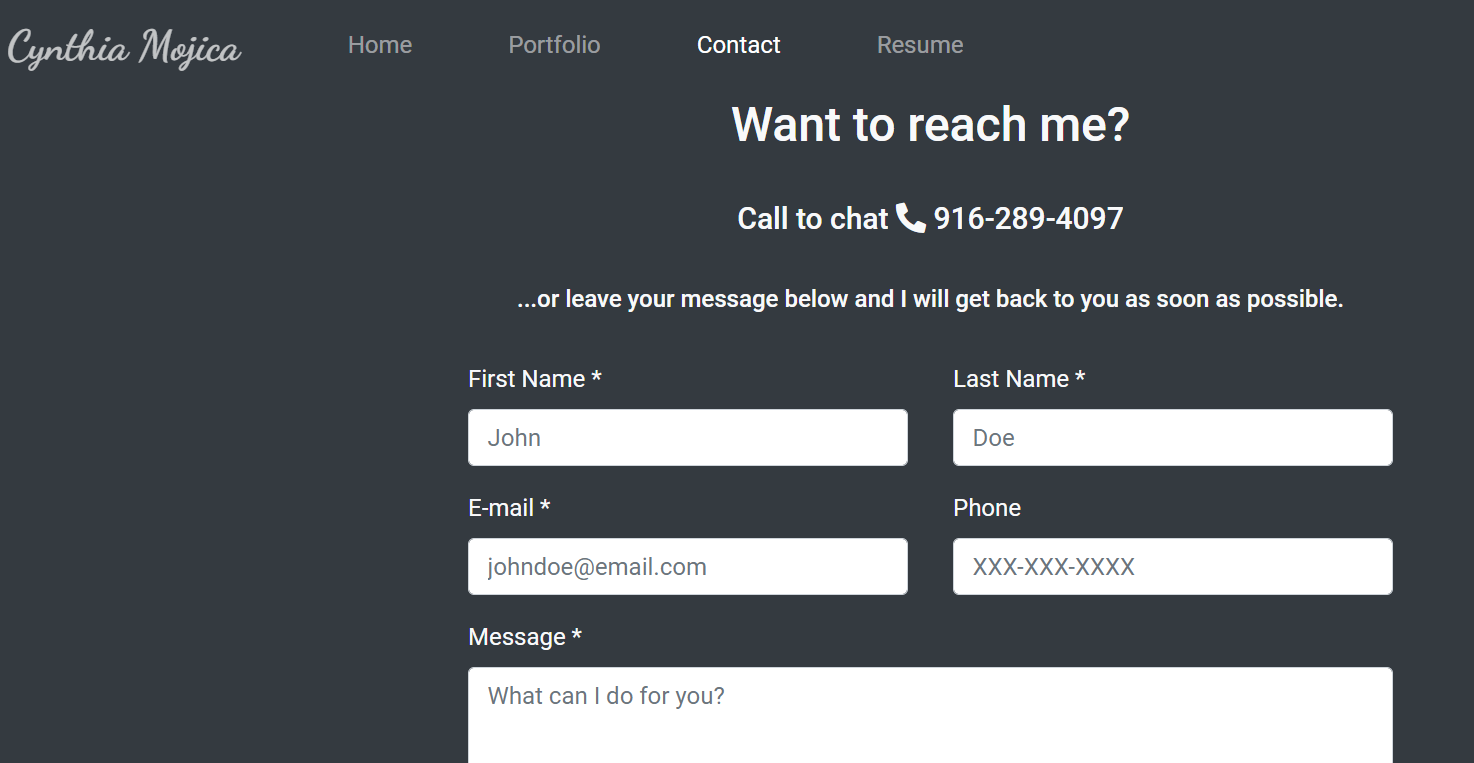 Cynthia Mojica Home Portfolio Contact Resume
Want to reach me?
Call to chat 916-289-4097
...or leave your message below and I will get back to you as soon as possible.
First Name * Last Name *
John Doe
E-mail * Phone
johndoe@email.com XXX-XXX-XXXX
Message *
What can I do for you?